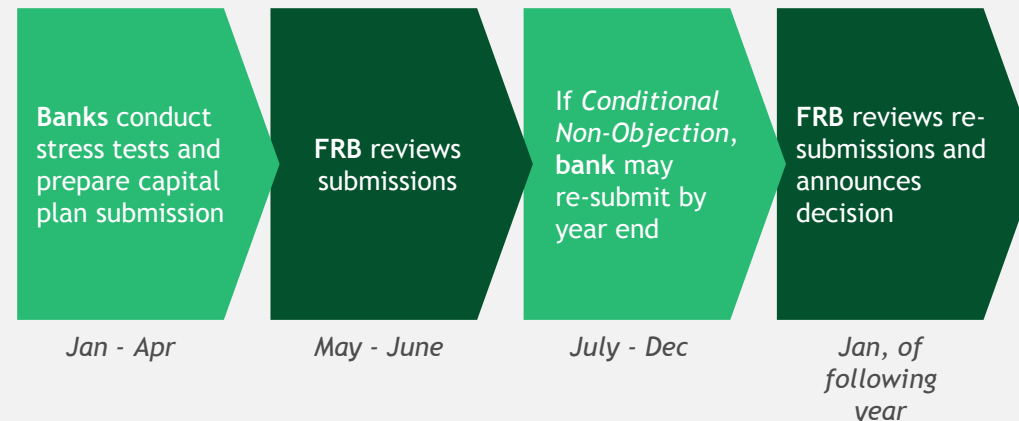 Banks conduct
stress tests and
prepare capital
plan submission
FRB reviews
submissions
If Conditional
Non-Objection,
bank may
re-submit by
year end
FRB reviews re-
submissions and
announces
decision
Jan - Apr
May - June
July - Dec
Jan, of
following
year